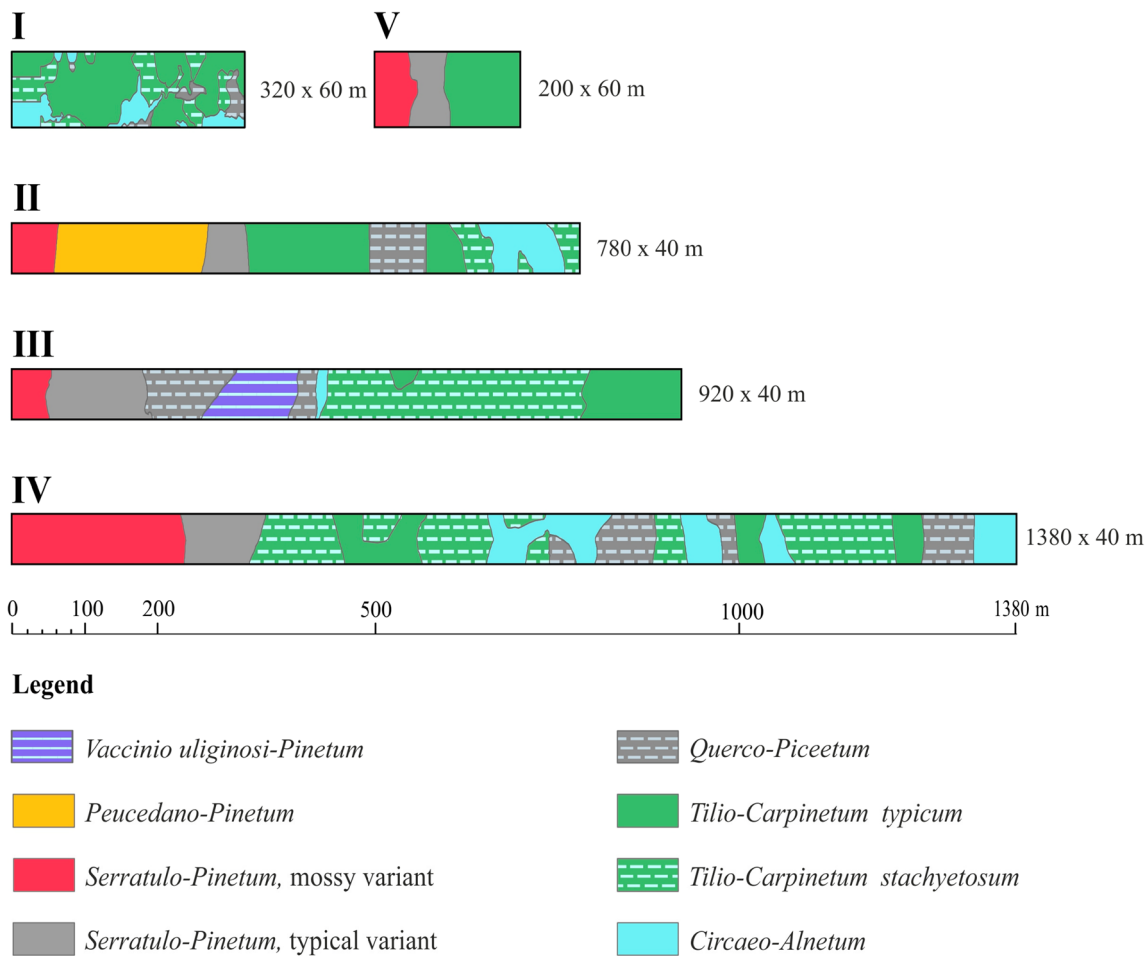 I V
320 x 60 m 200 x 60 m
II
780 x 40 m
III
920 x 40 m
IV
1380 x 40 m
0 100 200 500 1000 1380 m
Legend
Vaccinio uliginosi-Pinetum Querco-Piceetum
Peucedano-Pinetum Tilio-Carpinetum typicum
Serratulo-Pinetum, mossy variant Tilio-Carpinetum stachyetosum
Serratulo-Pinetum, typical variant Circaeo-Alnetum